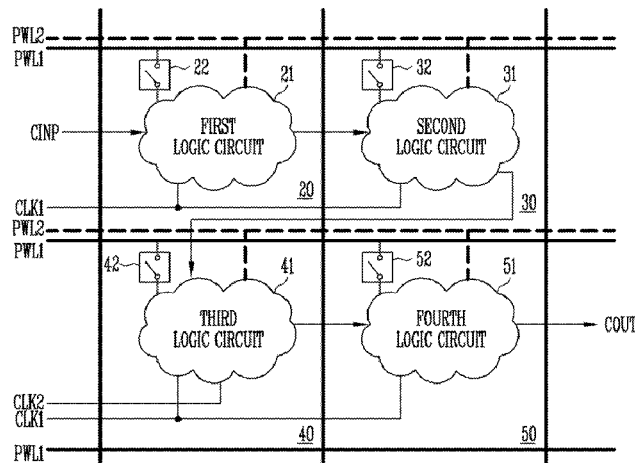 PWL2
PWL1
22
32
21
31
CINP
FIRST
LOGIC CIRCUIT
SECOND
LOGIC CIRCUIT
20
30
CLK1
PWL2
PWL1
42
52
41
51
THIRD
LOGIC CIRCUIT
FOURTH
LOGIC CIRCUIT
COUT
CLK2
CLK1
40
50
PWL1